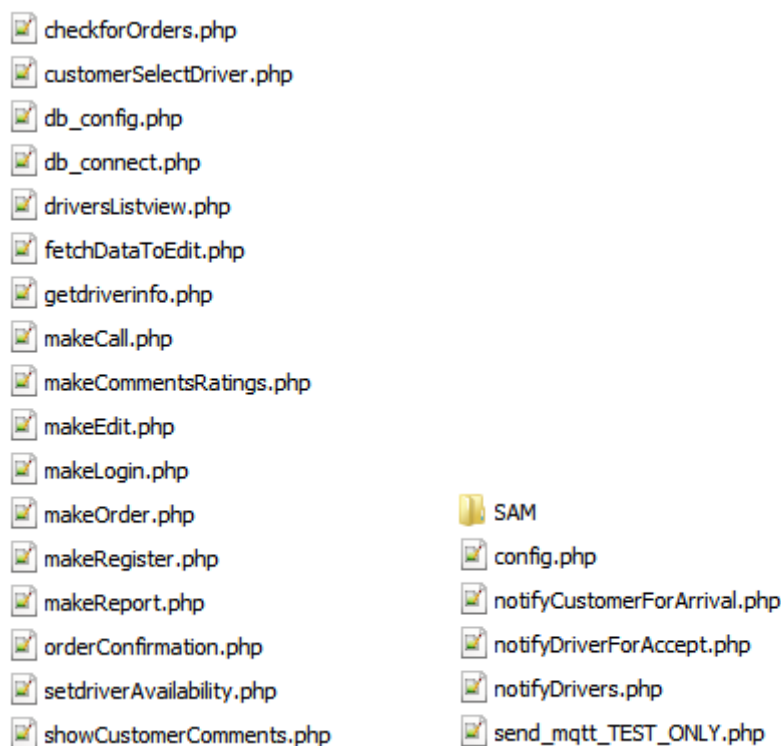 checkforOrders.php
customerSelectDriver.php
db_config.php
db_connect.php
driversListview.php
fetchDataToEdit.php
getdriverinfo.php
makeCall.php
makeCommentsRatings.php
makeEdit.php
makeLogin.php
makeOrder.php
makeRegister.php
makeReport.php
orderConfirmation.php
setdriverAvailability.php
showCustomerComments.php
SAM
config.php
notifyCustomerForArrival.php
notifyDriverForAccept.php
notifyDrivers.php
send_mqtt_TEST_ONLY.php